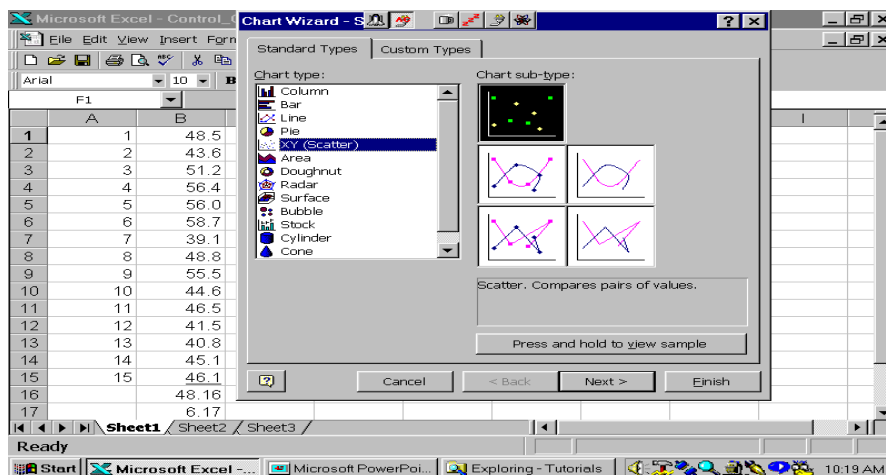 Microsoft Excel - Control_
Chart Wizard - S
File Edit View Insert
Arial
10
B
F1
A B I
1 1 48.5
2 2 43.6
3 3 51.2
4 4 56.4
5 5 56.0
6 6 58.7
7 7 39.1
8 8 48.8
9 9 55.5
10 10 44.6
11 11 46.5
12 12 41.5
13 13 40.8
14 14 45.1
15 15 46.1
16 48.16
17 6.17
Standard Types
Custom Types
Chart type:
Column
Bar
Line
Pie
XY (Scatter)
Area
Doughnut
Radar
Surface
Bubble
Stock
Cylinder
Cone
Chart sub-type:
Scatter. Compares pairs of values.
Press and hold to view sample
Cancel
< Back
Next >
Finish
Sheet1 Sheet2 Sheet3
Ready
Start
Microsoft Excel -...
Microsoft PowerPoi...
Exploring - Tutorials
10:19 AM